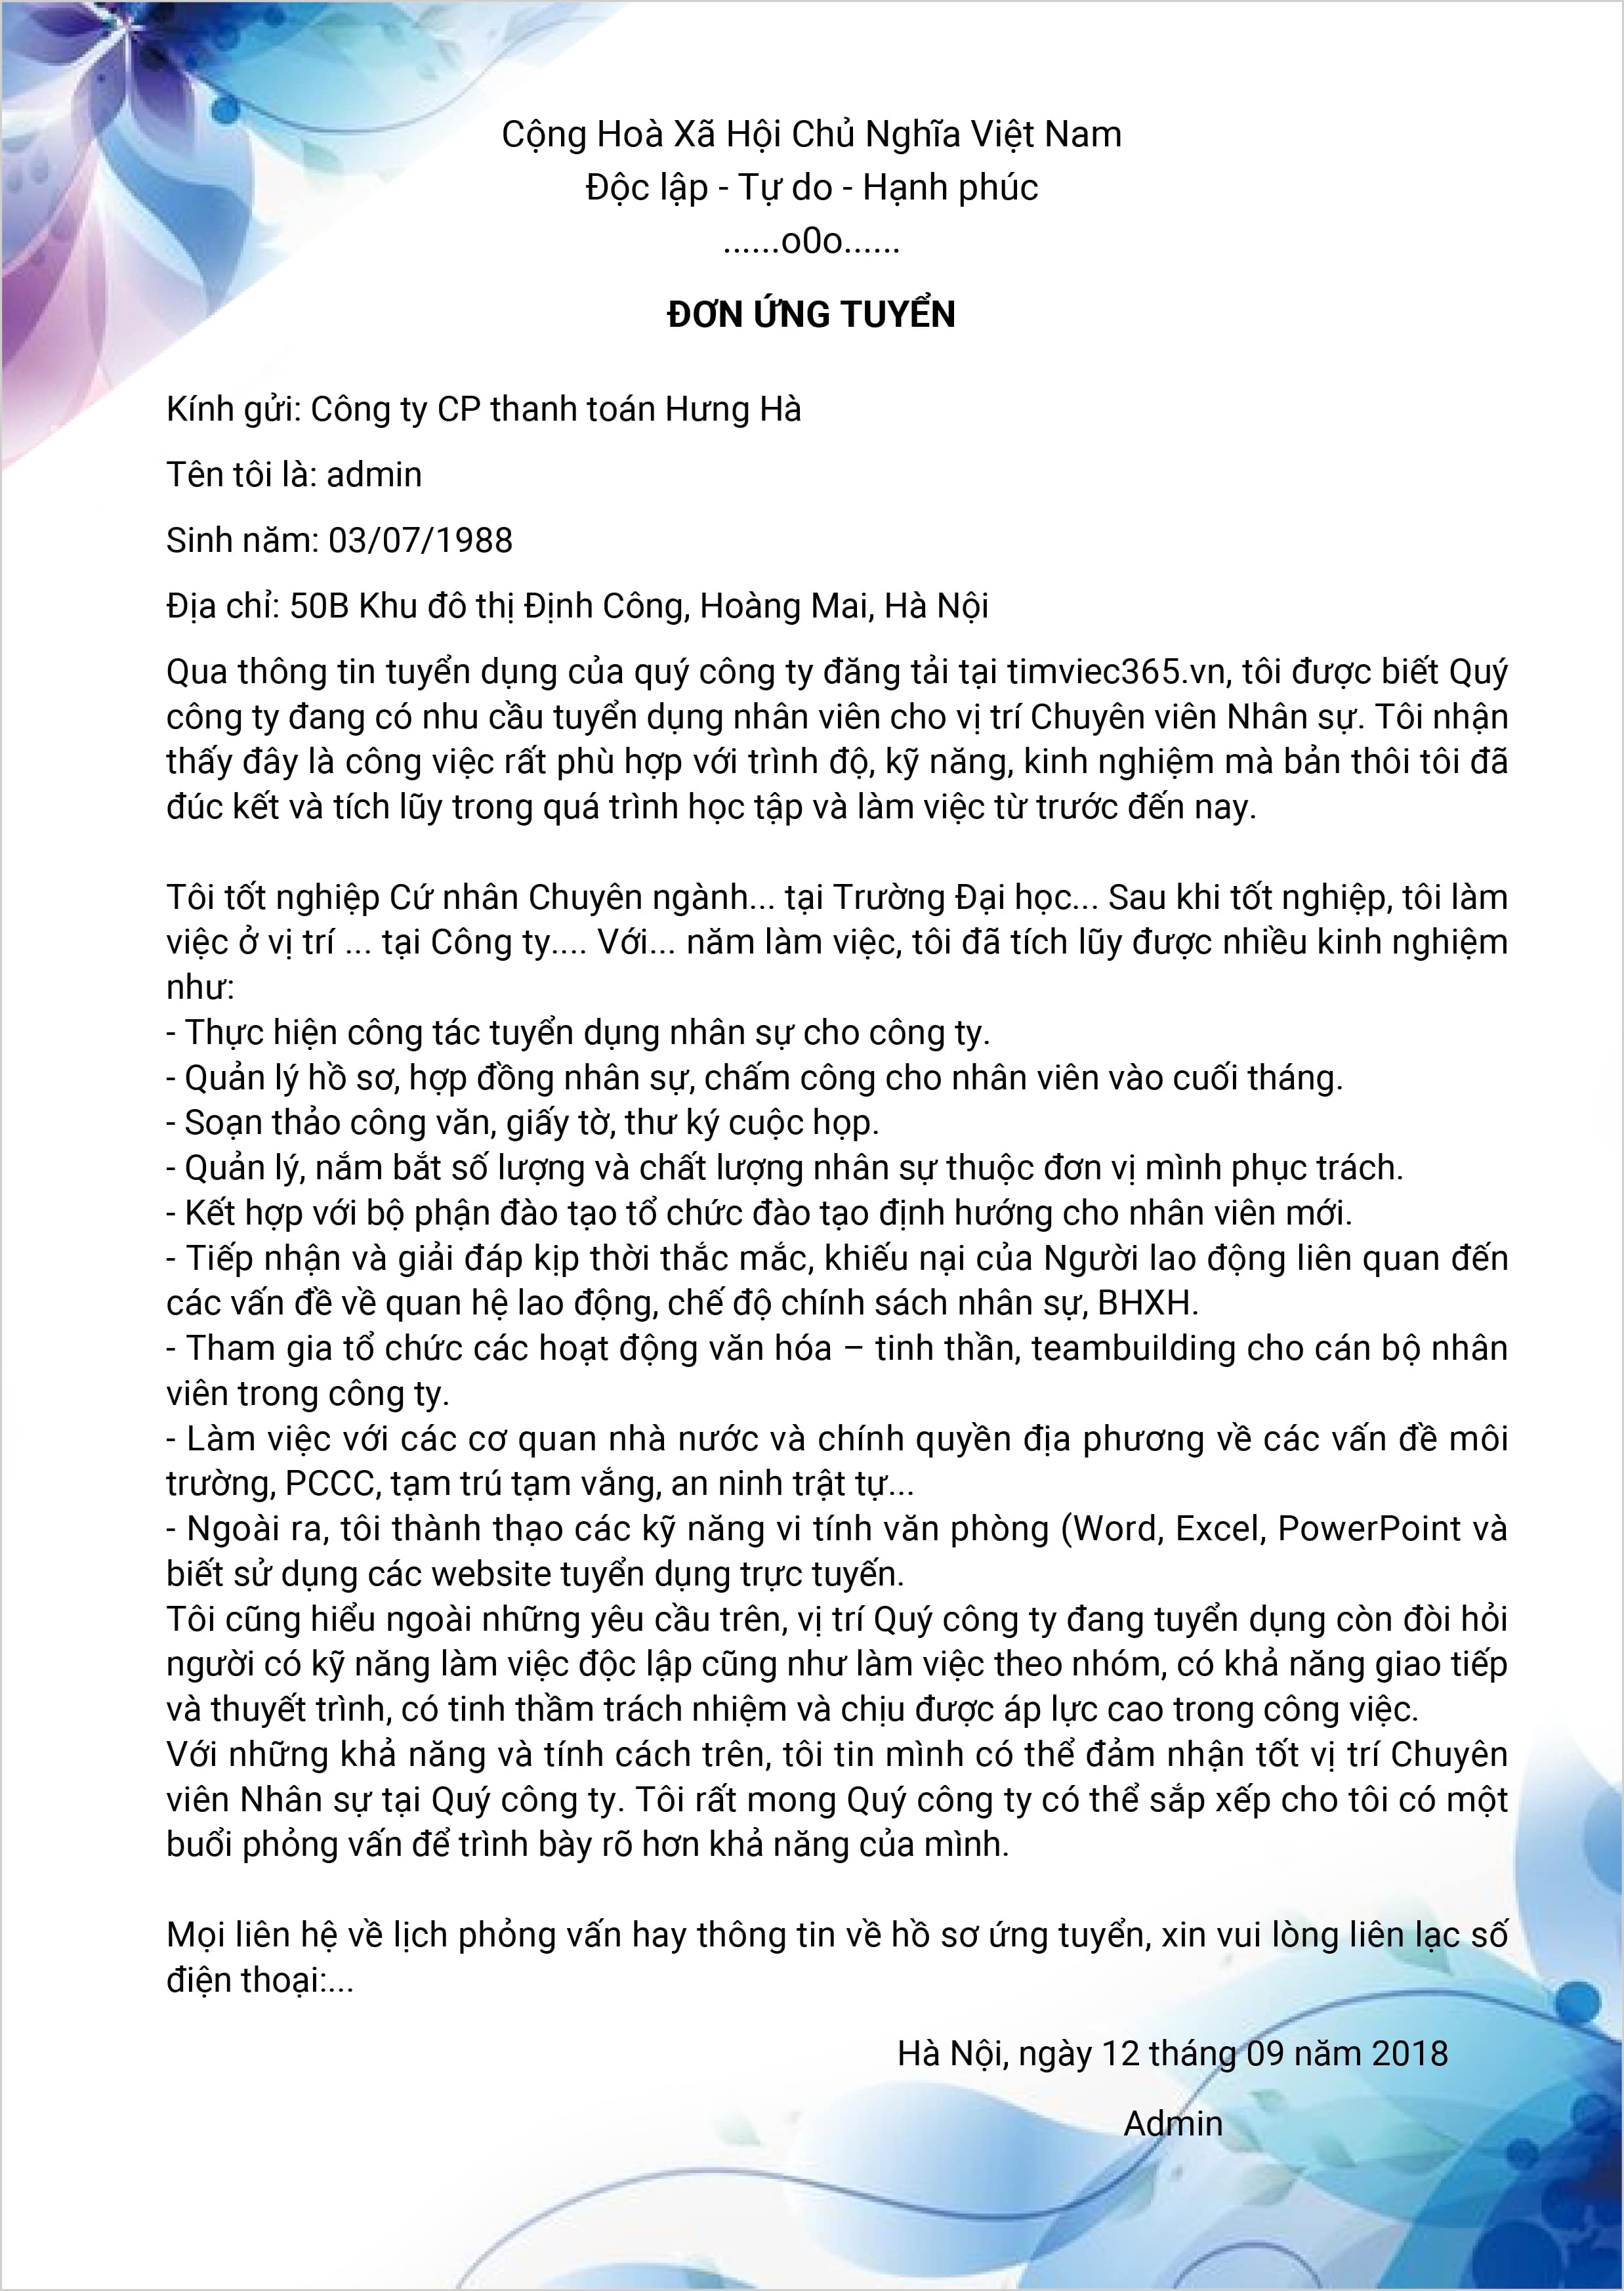 Cộng Hoà Xã Hội Chủ Nghĩa Việt Nam
Độc lập - Tự do - Hạnh phúc
......o0o......
ĐƠN ỨNG TUYỂN
Kính gửi: Công ty CP thanh toán Hưng Hà
Tên tôi là: admin
Sinh năm: 03/07/1988
Địa chỉ: 50B Khu đô thị Định Công, Hoàng Mai, Hà Nội
Qua thông tin tuyển dụng của quý công ty đăng tải tại timviec365.vn, tôi được biết Quý
công ty đang có nhu cầu tuyển dụng nhân viên cho vị trí Chuyên viên Nhân sự. Tôi nhận
thấy đây là công việc rất phù hợp với trình độ, kỹ năng, kinh nghiệm mà bản thôi tôi đã
đúc kết và tích lũy trong quá trình học tập và làm việc từ trước đến nay.
Tôi tốt nghiệp Cứ nhân Chuyên ngành... tại Trường Đại học... Sau khi tốt nghiệp, tôi làm
việc ở vị trí ... tại Công ty.... Với... năm làm việc, tôi đã tích lũy được nhiều kinh nghiệm
như:
- Thực hiện công tác tuyển dụng nhân sự cho công ty.
- Quản lý hồ sơ, hợp đồng nhân sự, chấm công cho nhân viên vào cuối tháng.
- Soạn thảo công văn, giấy tờ, thư ký cuộc họp.
- Quản lý, nắm bắt số lượng và chất lượng nhân sự thuộc đơn vị mình phục trách.
- Kết hợp với bộ phận đào tạo tổ chức đào tạo định hướng cho nhân viên mới.
- Tiếp nhận và giải đáp kịp thời thắc mắc, khiếu nại của Người lao động liên quan đến
các vấn đề về quan hệ lao động, chế độ chính sách nhân sự, BHXH.
- Tham gia tổ chức các hoạt động văn hóa – tinh thần, teambuilding cho cán bộ nhân
viên trong công ty.
- Làm việc với các cơ quan nhà nước và chính quyền địa phương về các vấn đề môi
trường, PCCC, tạm trú tạm vắng, an ninh trật tự...
- Ngoài ra, tôi thành thạo các kỹ năng vi tính văn phòng (Word, Excel, PowerPoint và
biết sử dụng các website tuyển dụng trực tuyến.
Tôi cũng hiểu ngoài những yêu cầu trên, vị trí Quý công ty đang tuyển dụng còn đòi hỏi
người có kỹ năng làm việc độc lập cũng như làm việc theo nhóm, có khả năng giao tiếp
và thuyết trình, có tinh thầm trách nhiệm và chịu được áp lực cao trong công việc.
Với những khả năng và tính cách trên, tôi tin mình có thể đảm nhận tốt vị trí Chuyên
viên Nhân sự tại Quý công ty. Tôi rất mong Quý công ty có thể sắp xếp cho tôi có một
buổi phỏng vấn để trình bày rõ hơn khả năng của mình.
Mọi liên hệ về lịch phỏng vấn hay thông tin về hồ sơ ứng tuyển, xin vui lòng liên lạc số
điện thoại:...
Hà Nội, ngày 12 tháng 09 năm 2018
Admin